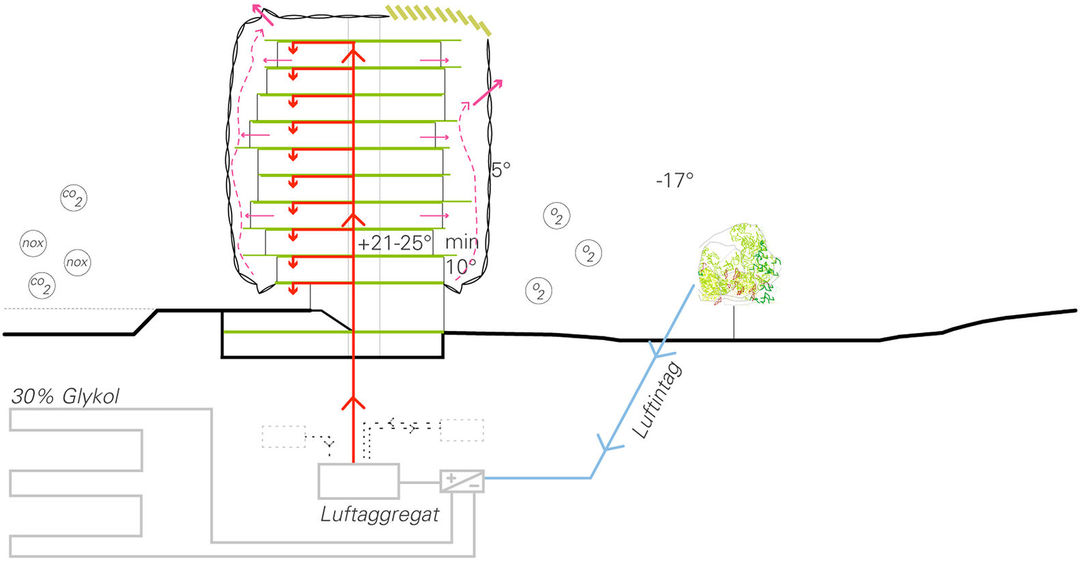 5°
-17°
co2
o2
nox
+21-25°
min
10°
o2
nox
co2
o2
30% Glykol
Luftintag
+
−
Luftaggregat